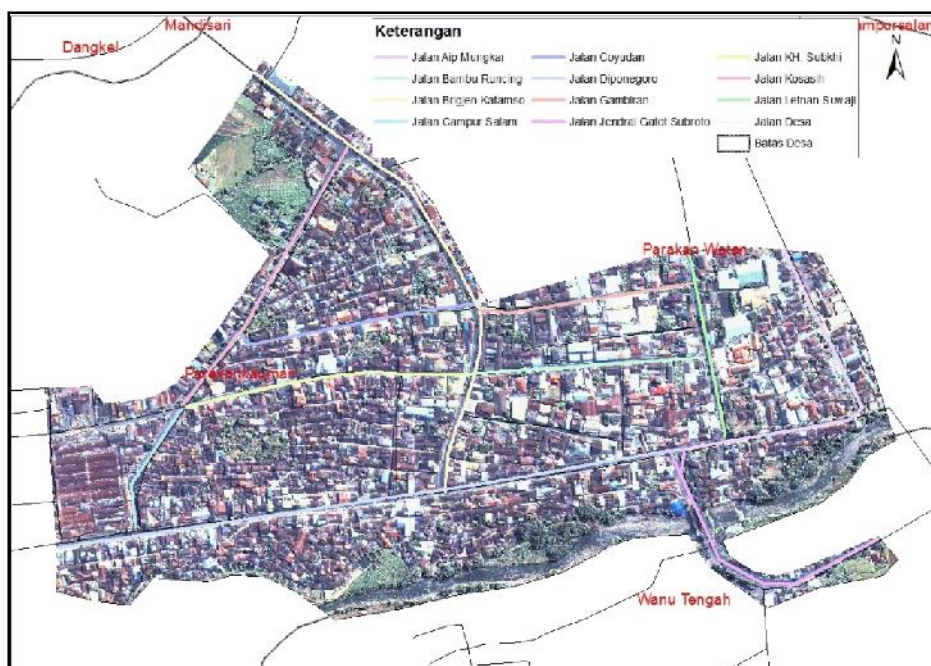 Mandisari
Dangkel
Keterangan
Jalan Aip Mungkar
Jalan Bambu Runcing
Jalan Brigjen Katamso
Jalan Campur Salam
Jalan Coyudan
Jalan Diponegoro
Jalan Gambiran
Jalan Jendral Gatot Subroto
Jalan KH. Subkhi
Jalan Kosasih
Jalan Letnan Suwaji
Jalan Desa
Batas Desa
N
Parakan Wetan
Wanu Tengah